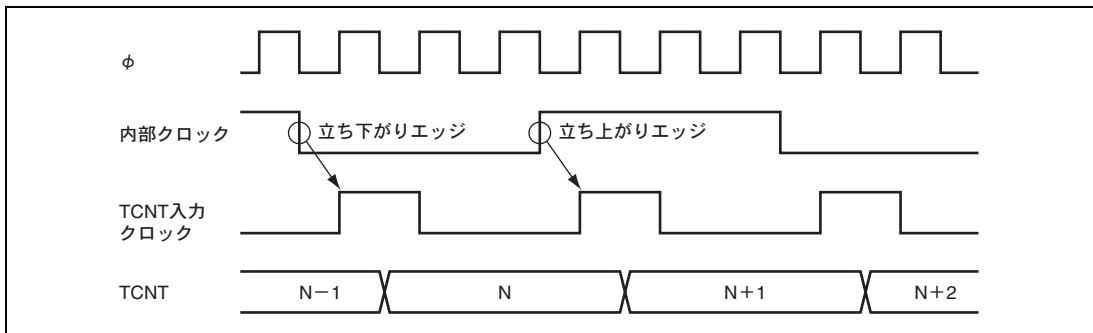 φ
内部クロック
立ち下がりエッジ
立ち上がりエッジ
TCNT入力
クロック
TCNT
N−1
N
N+1
N+2